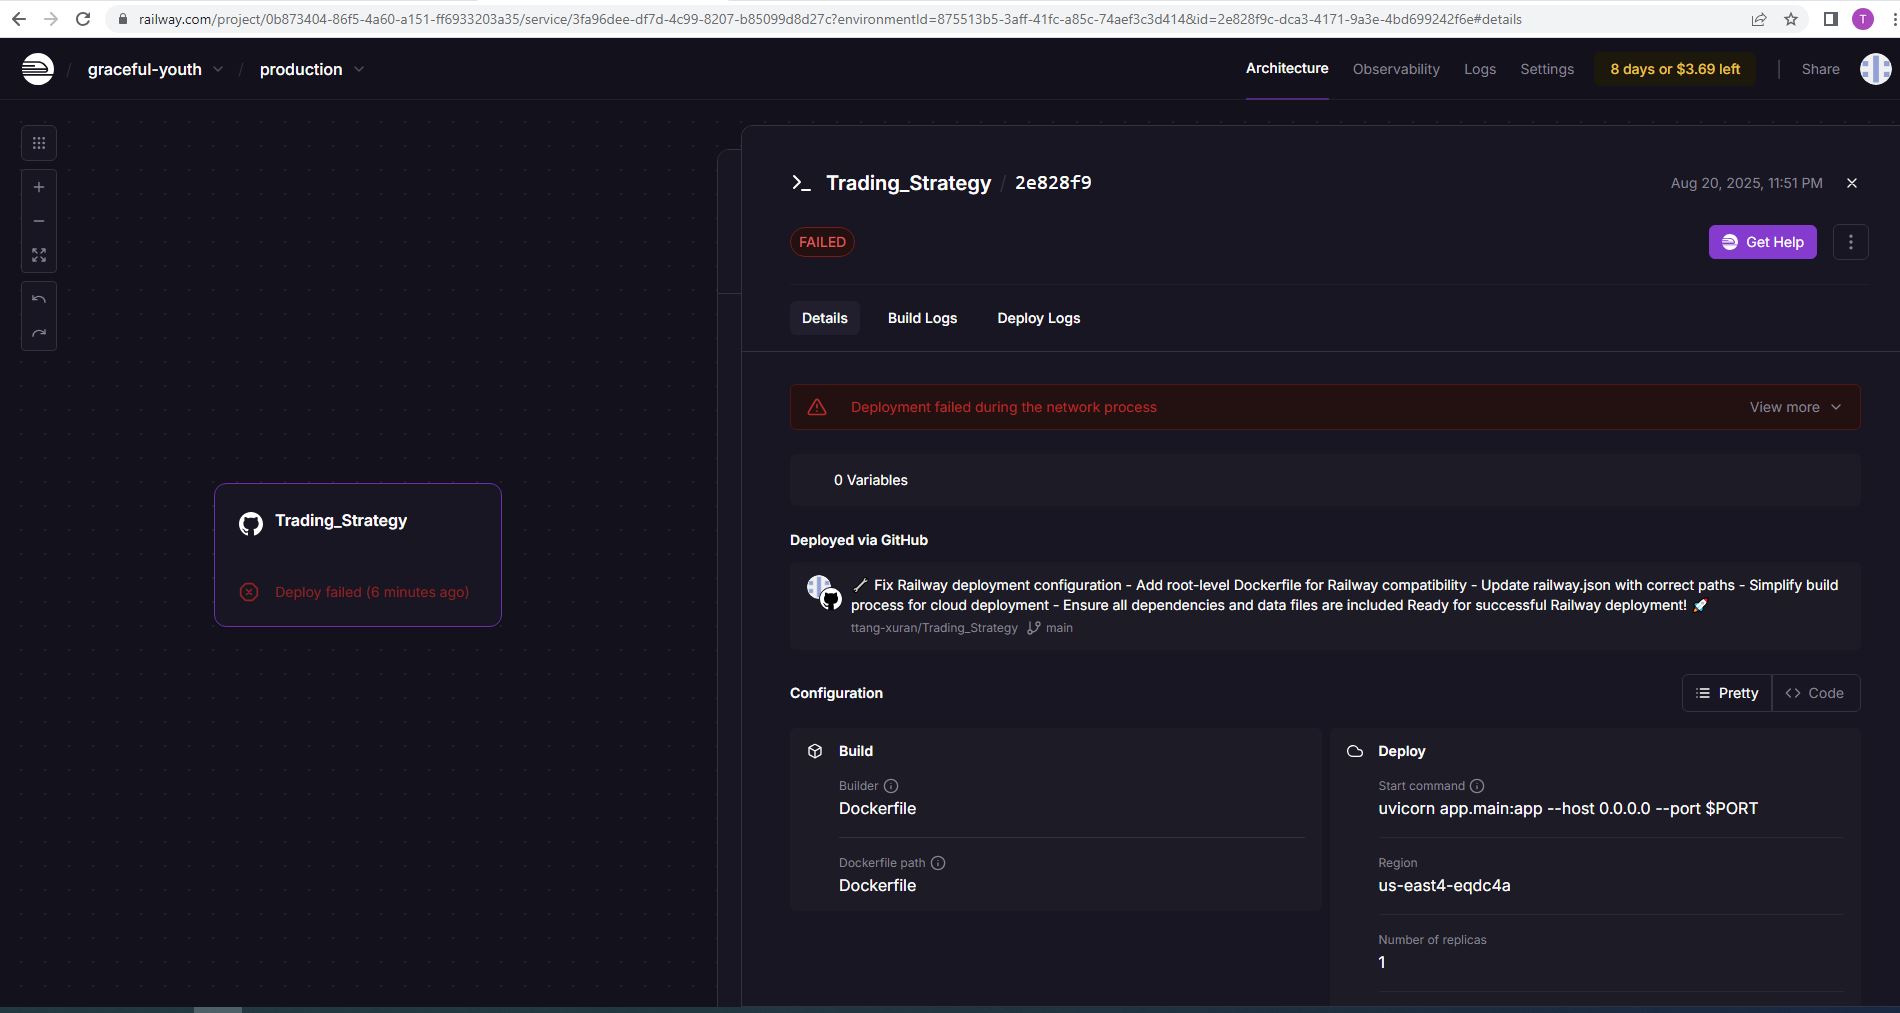 railway.com/project/0b873404-86f5-4a60-a151-ff6933203a35/service/3fa96dee-df7d-4c99-8207-b85099d8d27c?environmentId=875513b5-3aff-41fc-a85c-74aef3c3d414&id=2e828f9c-dca3-4171-9a3e-4bd699242f6e#details
T
/ graceful-youth / production
Architecture Observability Logs Settings 8 days or $3.69 left | Share
Trading_Strategy / 2e828f9
Aug 20, 2025, 11:51 PM
FAILED
Get Help
Details Build Logs Deploy Logs
Deployment failed during the network process
View more
0 Variables
Deployed via GitHub
Fix Railway deployment configuration - Add root-level Dockerfile for Railway compatibility - Update railway.json with correct paths - Simplify build
process for cloud deployment - Ensure all dependencies and data files are included Ready for successful Railway deployment! 🚀
ttang-xuran/Trading_Strategy main
Configuration
Pretty <> Code
Build
Builder
Dockerfile
Dockerfile path
Dockerfile
Deploy
Start command
uvicorn app.main:app --host 0.0.0.0 --port $PORT
Region
us-east4-eqdc4a
Number of replicas
1
Trading_Strategy
Deploy failed (6 minutes ago)